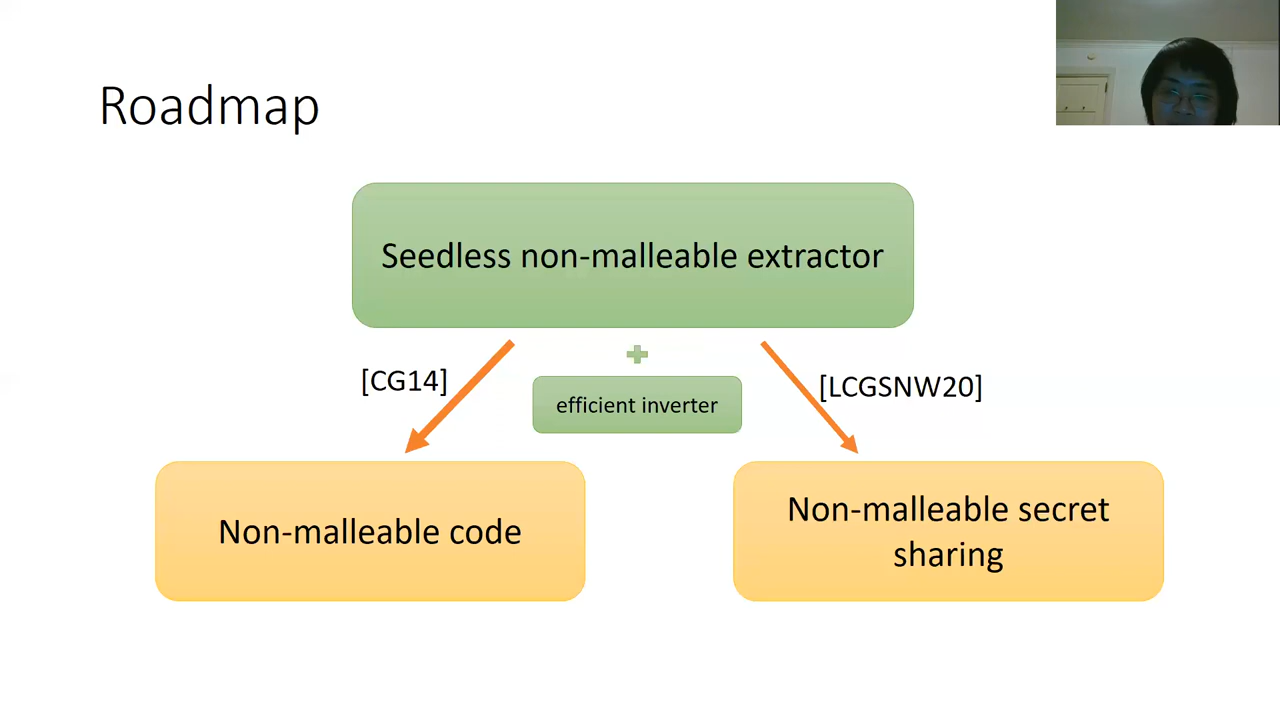 Roadmap
Seedless non-malleable extractor
[CG14]
efficient inverter
[LCGSNW20]
Non-malleable code
Non-malleable secret
sharing